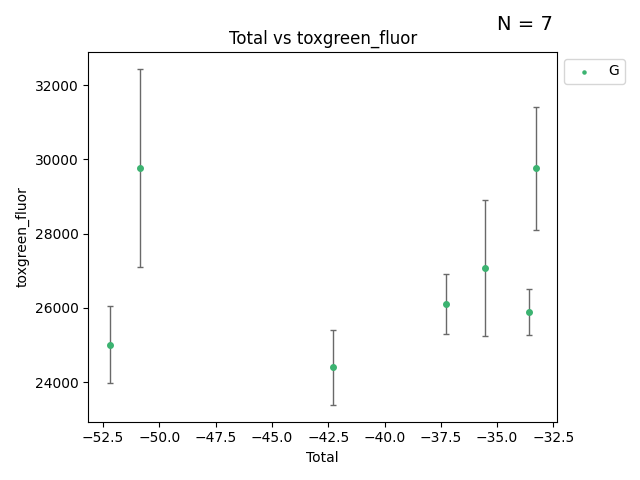 N = 7
Total vs toxgreen_fluor
G
32000
30000
28000
26000
24000
toxgreen_fluor
−52.5 −50.0 −47.5 −45.0 −42.5 −40.0 −37.5 −35.0 −32.5
Total